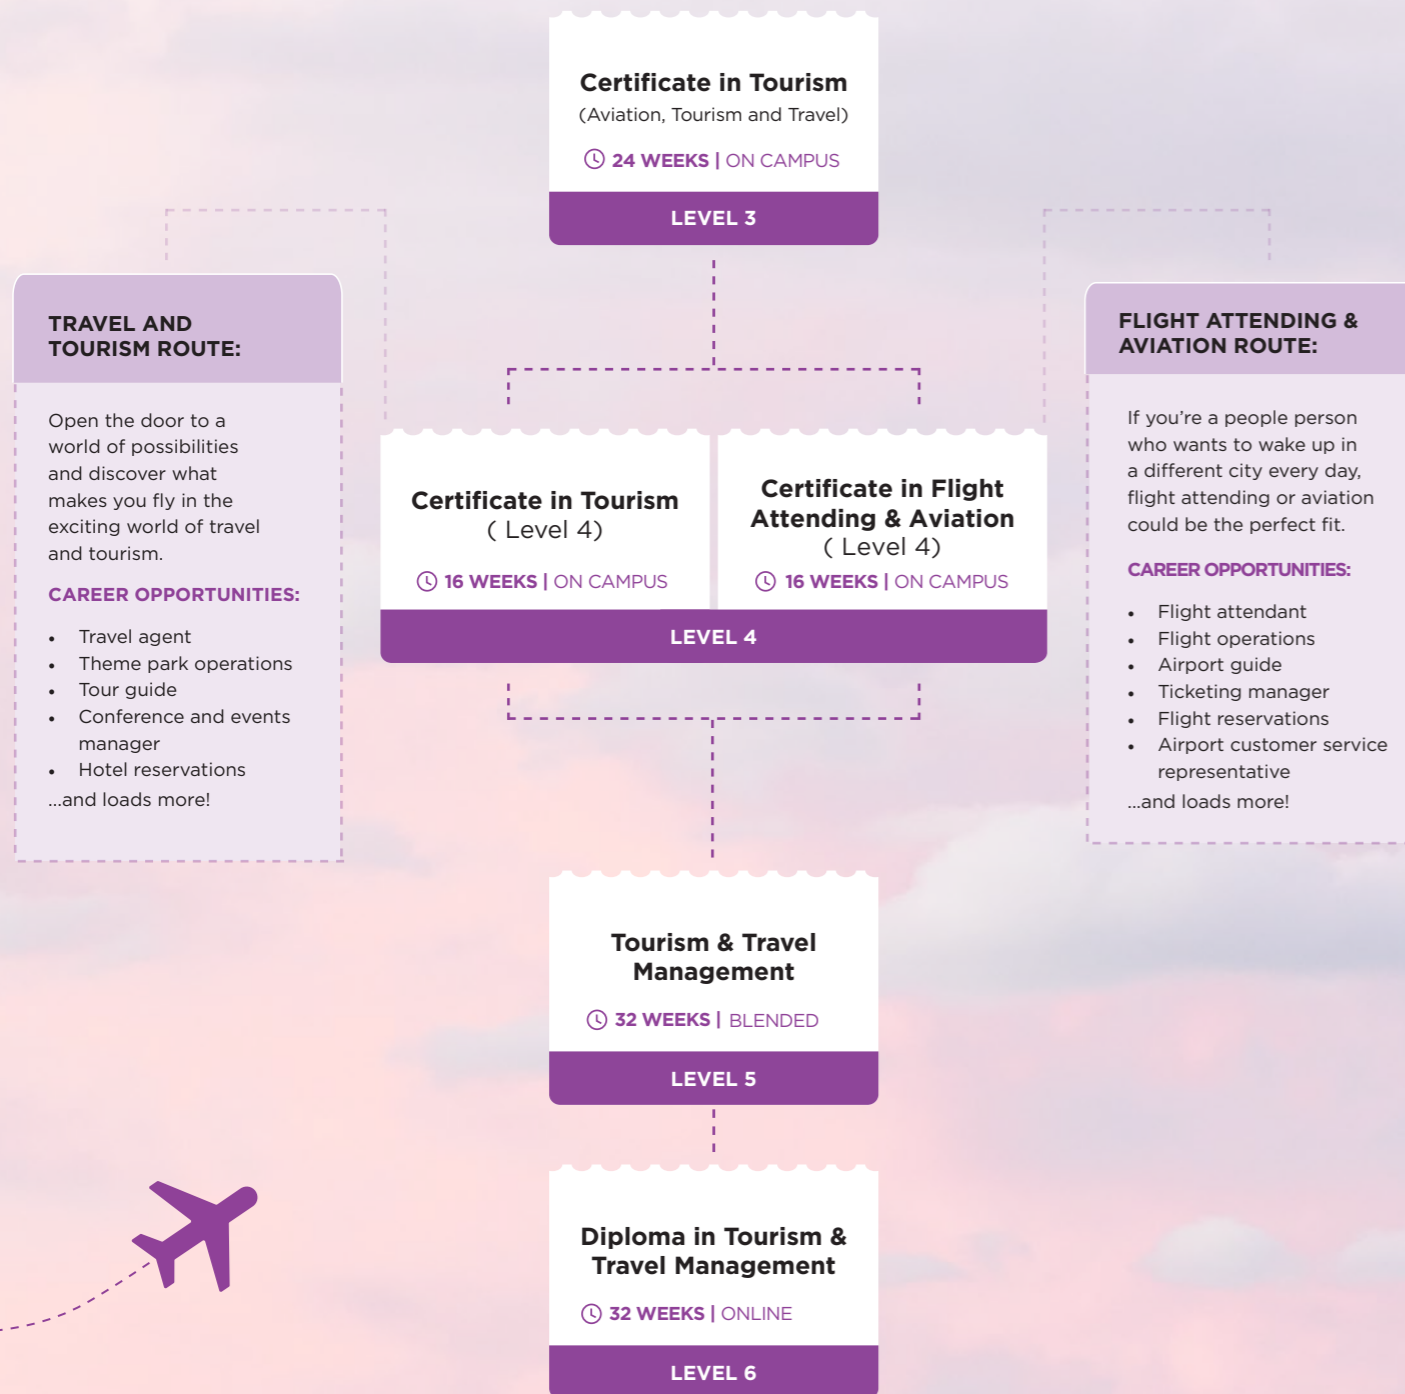 Certificate in Tourism
(Aviation, Tourism and Travel)
24 WEEKS | ON CAMPUS
LEVEL 3
TRAVEL AND
TOURISM ROUTE:
Open the door to a
world of possibilities
and discover what
makes you fly in the
exciting world of travel
and tourism.
CAREER OPPORTUNITIES:
• Travel agent
• Theme park operations
• Tour guide
• Conference and events
manager
• Hotel reservations
...and loads more!
FLIGHT ATTENDING &
AVIATION ROUTE:
If you’re a people person
who wants to wake up in
a different city every day,
flight attending or aviation
could be the perfect fit.
CAREER OPPORTUNITIES:
• Flight attendant
• Flight operations
• Airport guide
• Ticketing manager
• Flight reservations
• Airport customer service
representative
...and loads more!
Certificate in Tourism
( Level 4)
16 WEEKS | ON CAMPUS
Certificate in Flight
Attending & Aviation
( Level 4)
16 WEEKS | ON CAMPUS
LEVEL 4
Tourism & Travel
Management
32 WEEKS | BLENDED
LEVEL 5
Diploma in Tourism &
Travel Management
32 WEEKS | ONLINE
LEVEL 6